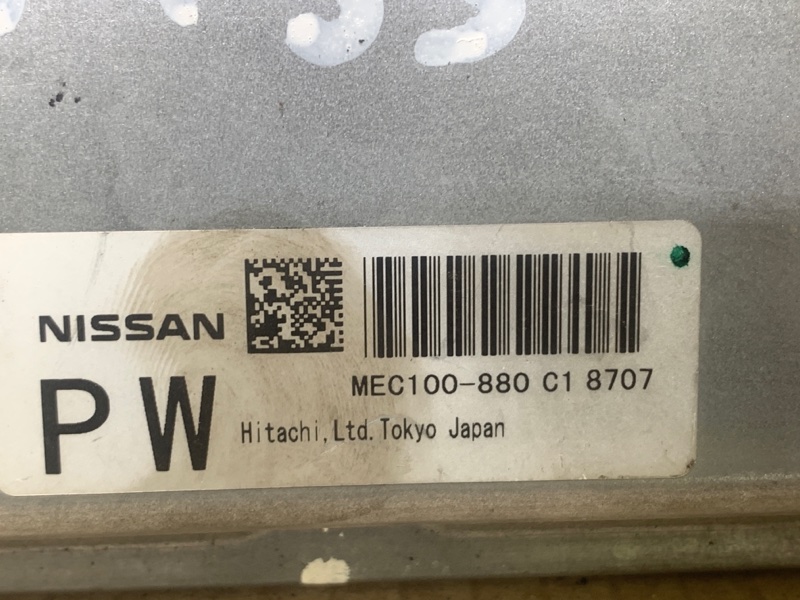 NISSAN
MEC100-880 C1 8707
PW
Hitachi,Ltd.Tokyo Japan